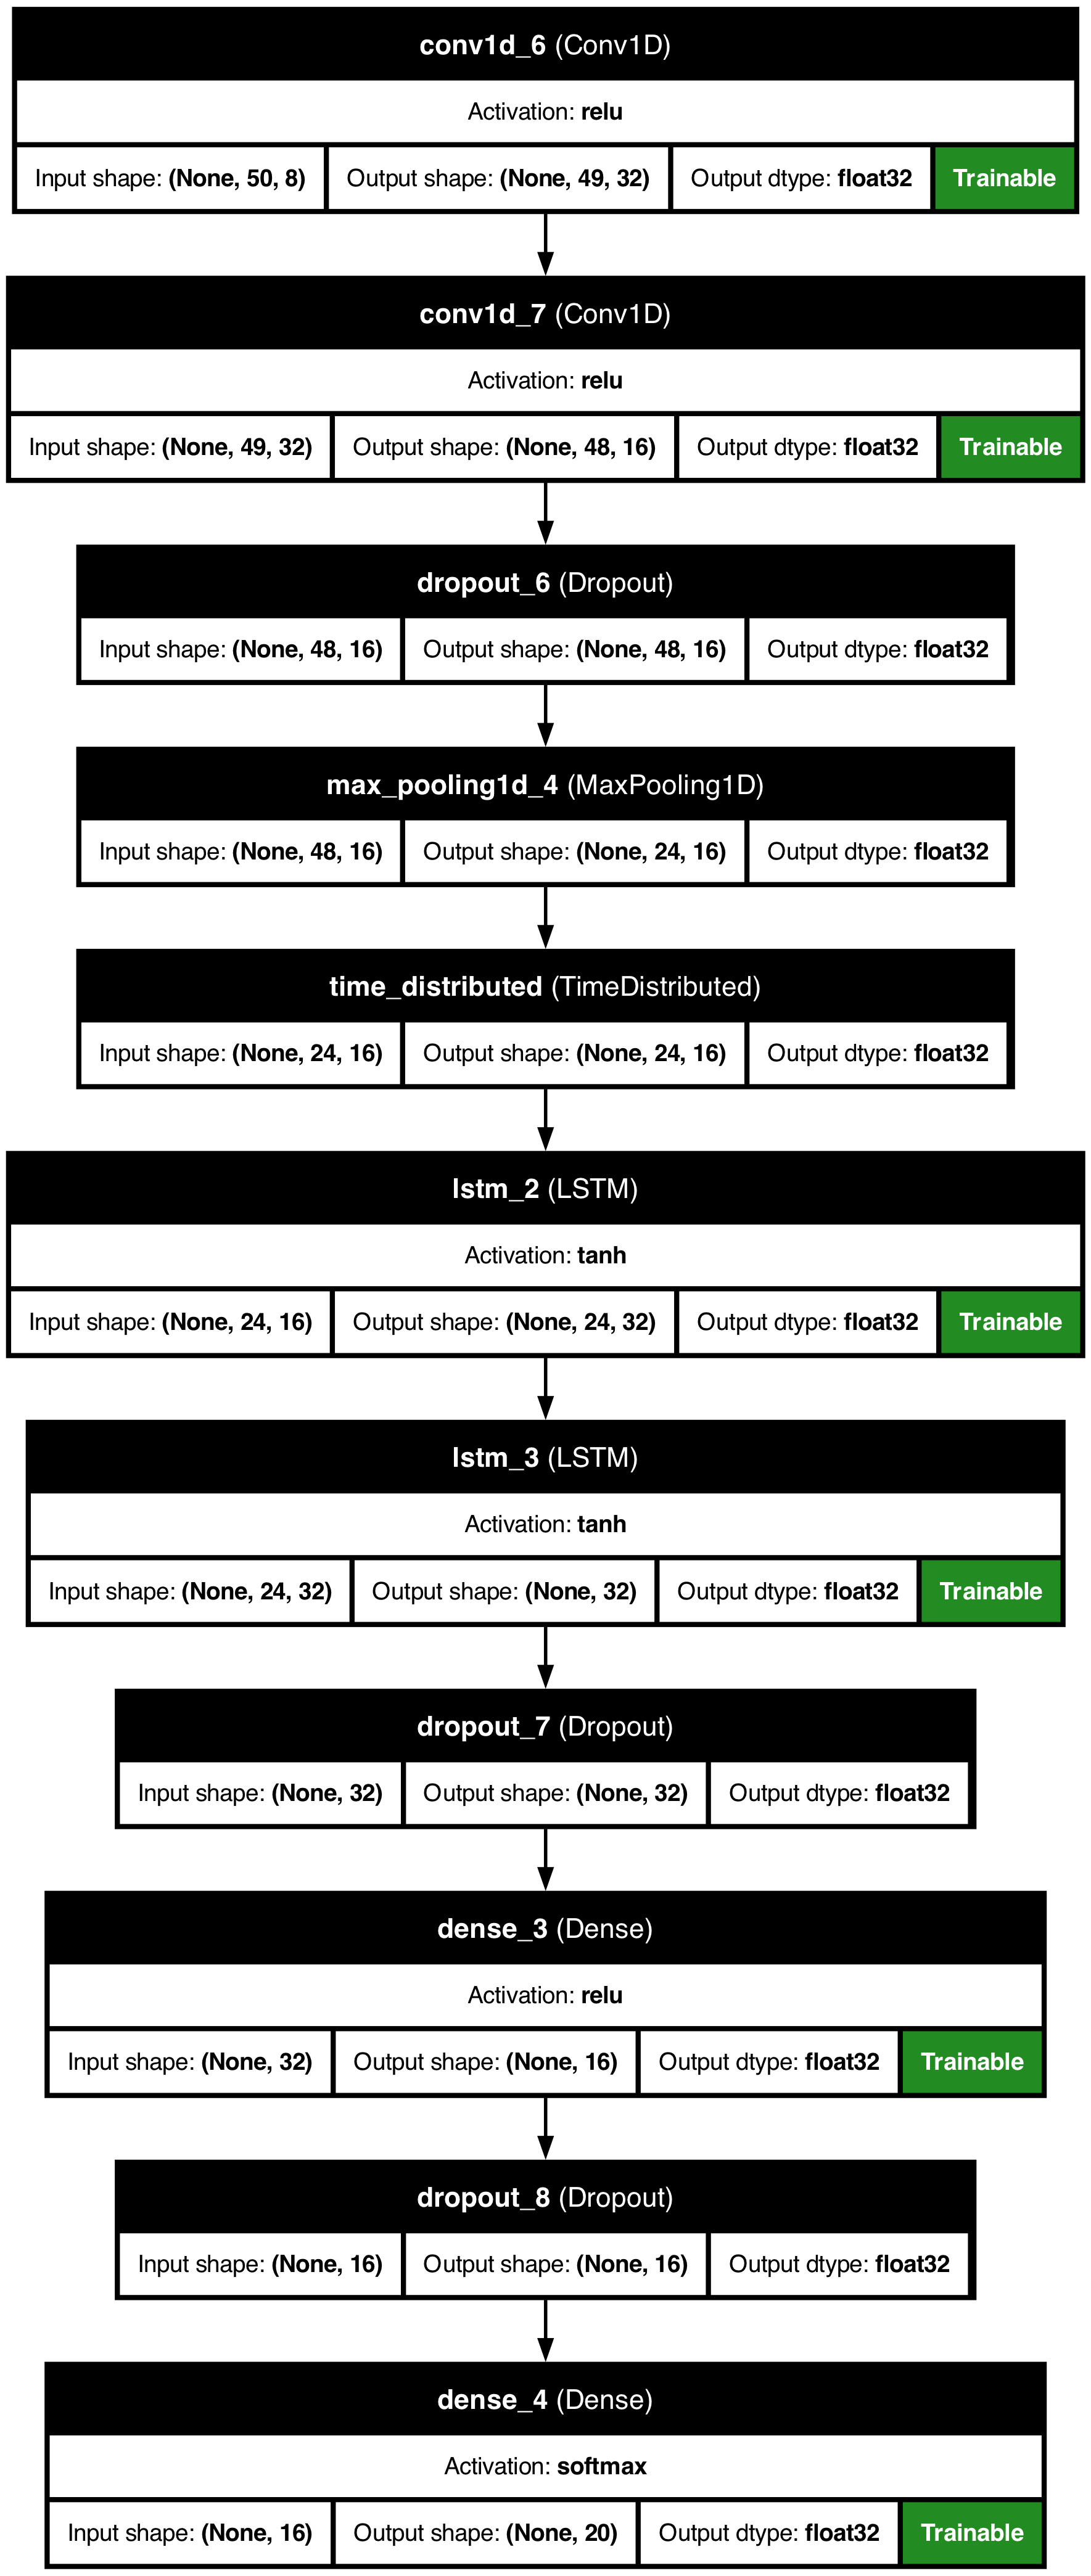 conv1d_6 (Conv1D)
Activation: relu
Input shape: (None, 50, 8) Output shape: (None, 49, 32) Output dtype: float32 Trainable
conv1d_7 (Conv1D)
Activation: relu
Input shape: (None, 49, 32) Output shape: (None, 48, 16) Output dtype: float32 Trainable
dropout_6 (Dropout)
Input shape: (None, 48, 16) Output shape: (None, 48, 16) Output dtype: float32
max_pooling1d_4 (MaxPooling1D)
Input shape: (None, 48, 16) Output shape: (None, 24, 16) Output dtype: float32
time_distributed (TimeDistributed)
Input shape: (None, 24, 16) Output shape: (None, 24, 16) Output dtype: float32
lstm_2 (LSTM)
Activation: tanh
Input shape: (None, 24, 16) Output shape: (None, 24, 32) Output dtype: float32 Trainable
lstm_3 (LSTM)
Activation: tanh
Input shape: (None, 24, 32) Output shape: (None, 32) Output dtype: float32 Trainable
dropout_7 (Dropout)
Input shape: (None, 32) Output shape: (None, 32) Output dtype: float32
dense_3 (Dense)
Activation: relu
Input shape: (None, 32) Output shape: (None, 16) Output dtype: float32 Trainable
dropout_8 (Dropout)
Input shape: (None, 16) Output shape: (None, 16) Output dtype: float32
dense_4 (Dense)
Activation: softmax
Input shape: (None, 16) Output shape: (None, 20) Output dtype: float32 Trainable